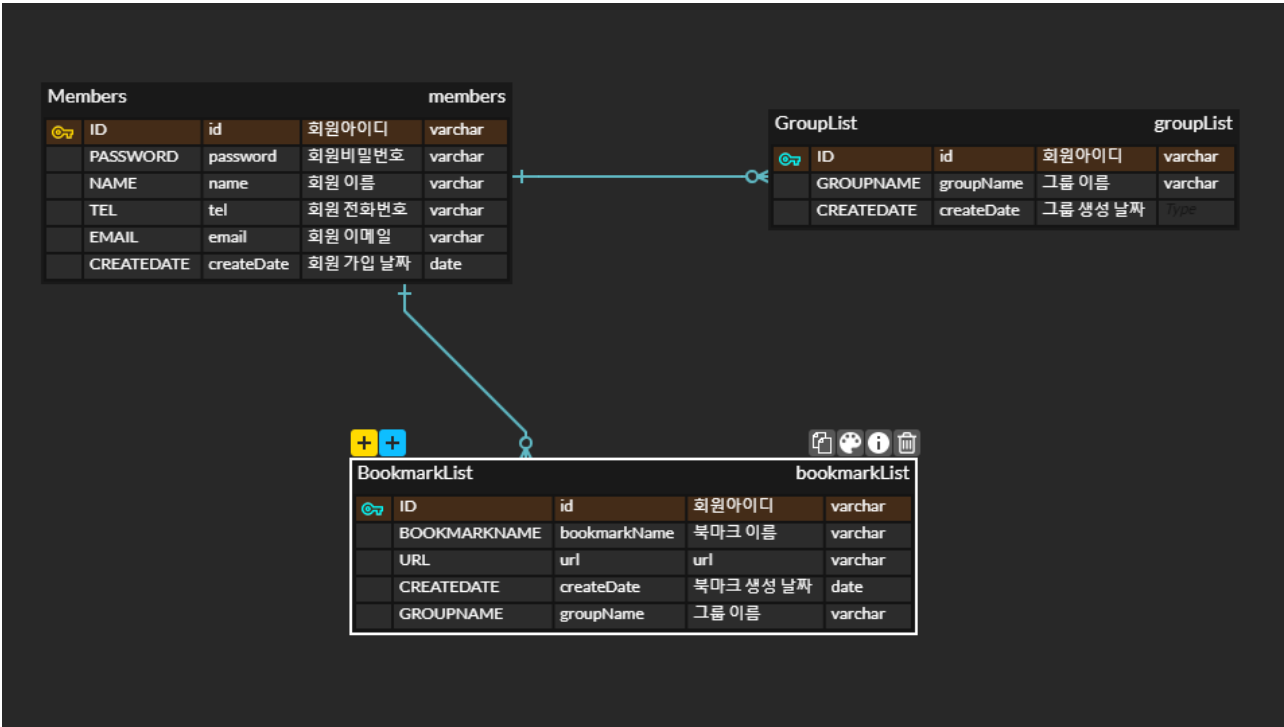 Members members
ID id 회원아이디 varchar
PASSWORD password 회원비밀번호 varchar
NAME name 회원 이름 varchar
TEL tel 회원 전화번호 varchar
EMAIL email 회원 이메일 varchar
CREATEDATE createDate 회원 가입 날짜 date
GroupList groupList
ID id 회원아이디 varchar
GROUPNAME groupName 그룹 이름 varchar
CREATEDATE createDate 그룹 생성 날짜 Type
BookmarkList bookmarkList
ID id 회원아이디 varchar
BOOKMARKNAME bookmarkName 북마크 이름 varchar
URL url url varchar
CREATEDATE createDate 북마크 생성 날짜 date
GROUPNAME groupName 그룹 이름 varchar